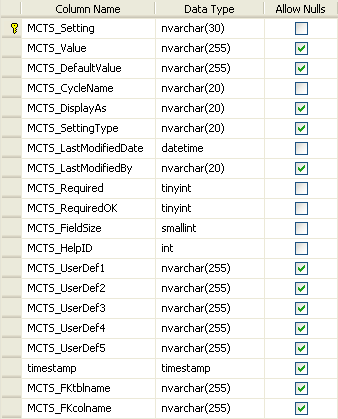 Column Name Data Type Allow Nulls
MCTS_Setting nvarchar(30)
MCTS_Value nvarchar(255)
MCTS_DefaultValue nvarchar(255)
MCTS_CycleName nvarchar(20)
MCTS_DisplayAs nvarchar(20)
MCTS_SettingType nvarchar(20)
MCTS_LastModifiedDate datetime
MCTS_LastModifiedBy nvarchar(20)
MCTS_Required tinyint
MCTS_RequiredOK tinyint
MCTS_FieldSize smallint
MCTS_HelpID int
MCTS_UserDef1 nvarchar(255)
MCTS_UserDef2 nvarchar(255)
MCTS_UserDef3 nvarchar(255)
MCTS_UserDef4 nvarchar(255)
MCTS_UserDef5 nvarchar(255)
timestamp timestamp
MCTS_FKtblname nvarchar(255)
MCTS_FKcolname nvarchar(255)